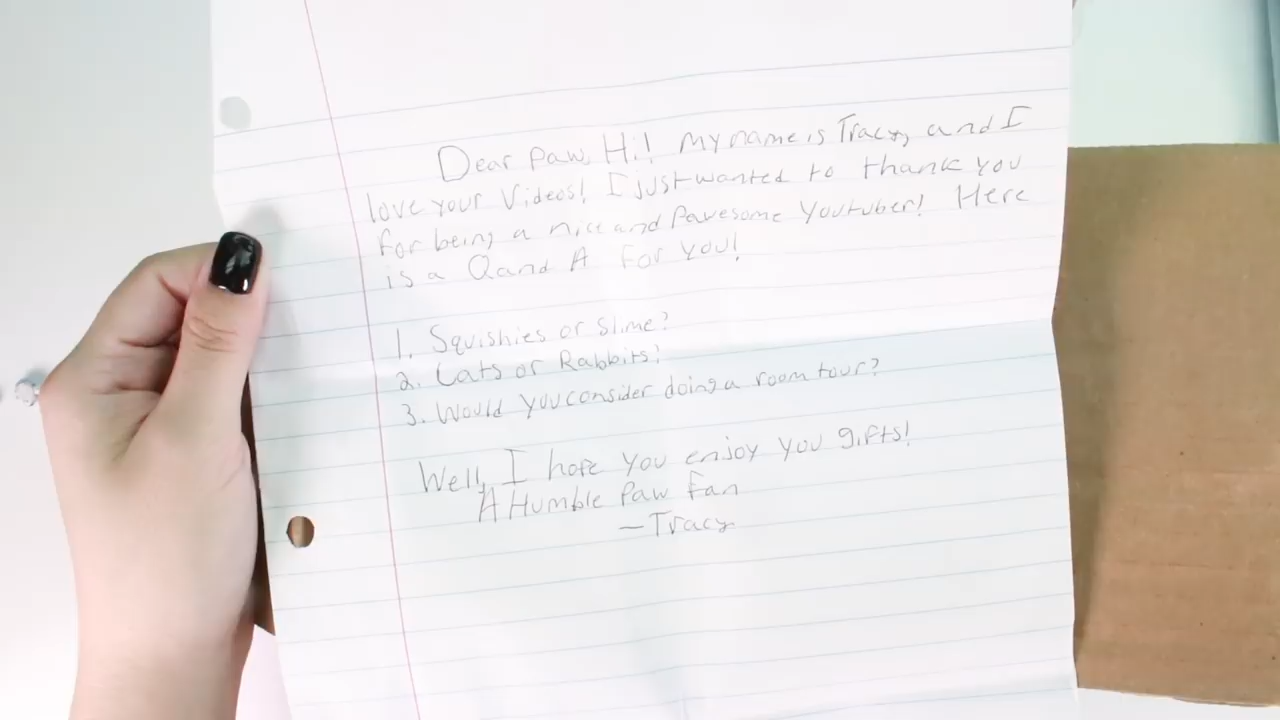 Dear Paw, Hi! My name is Tracy, and I
love your Videos! I just wanted to thank you
for being a nice and Pawesome Youtuber! Here
is a Q and A For you!
1. Squishies or Slime?
2. Cats or Rabbits?
3. Would you consider doing a room tour?
Well, I hope you enjoy you gifts!
A Humble Paw Fan
-Tracy